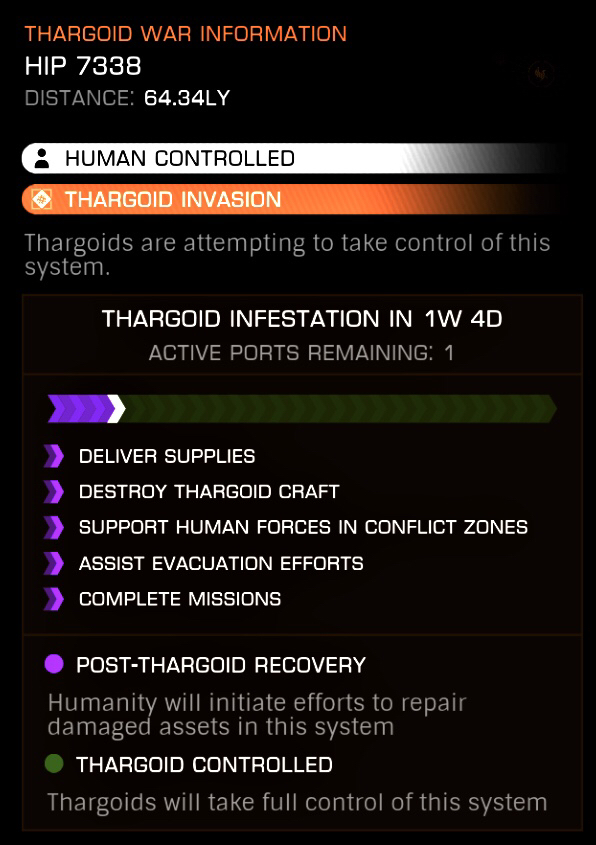 THARGOID WAR INFORMATION
HIP 7338
DISTANCE: 64.34LY
HUMAN CONTROLLED
THARGOID INVASION
Thargoids are attempting to take control of this
system.
THARGOID INFESTATION IN 1W 4D
ACTIVE PORTS REMAINING: 1
DELIVER SUPPLIES
DESTROY THARGOID CRAFT
SUPPORT HUMAN FORCES IN CONFLICT ZONES
ASSIST EVACUATION EFFORTS
COMPLETE MISSIONS
POST-THARGOID RECOVERY
Humanity will initiate efforts to repair
damaged assets in this system
THARGOID CONTROLLED
Thargoids will take full control of this system